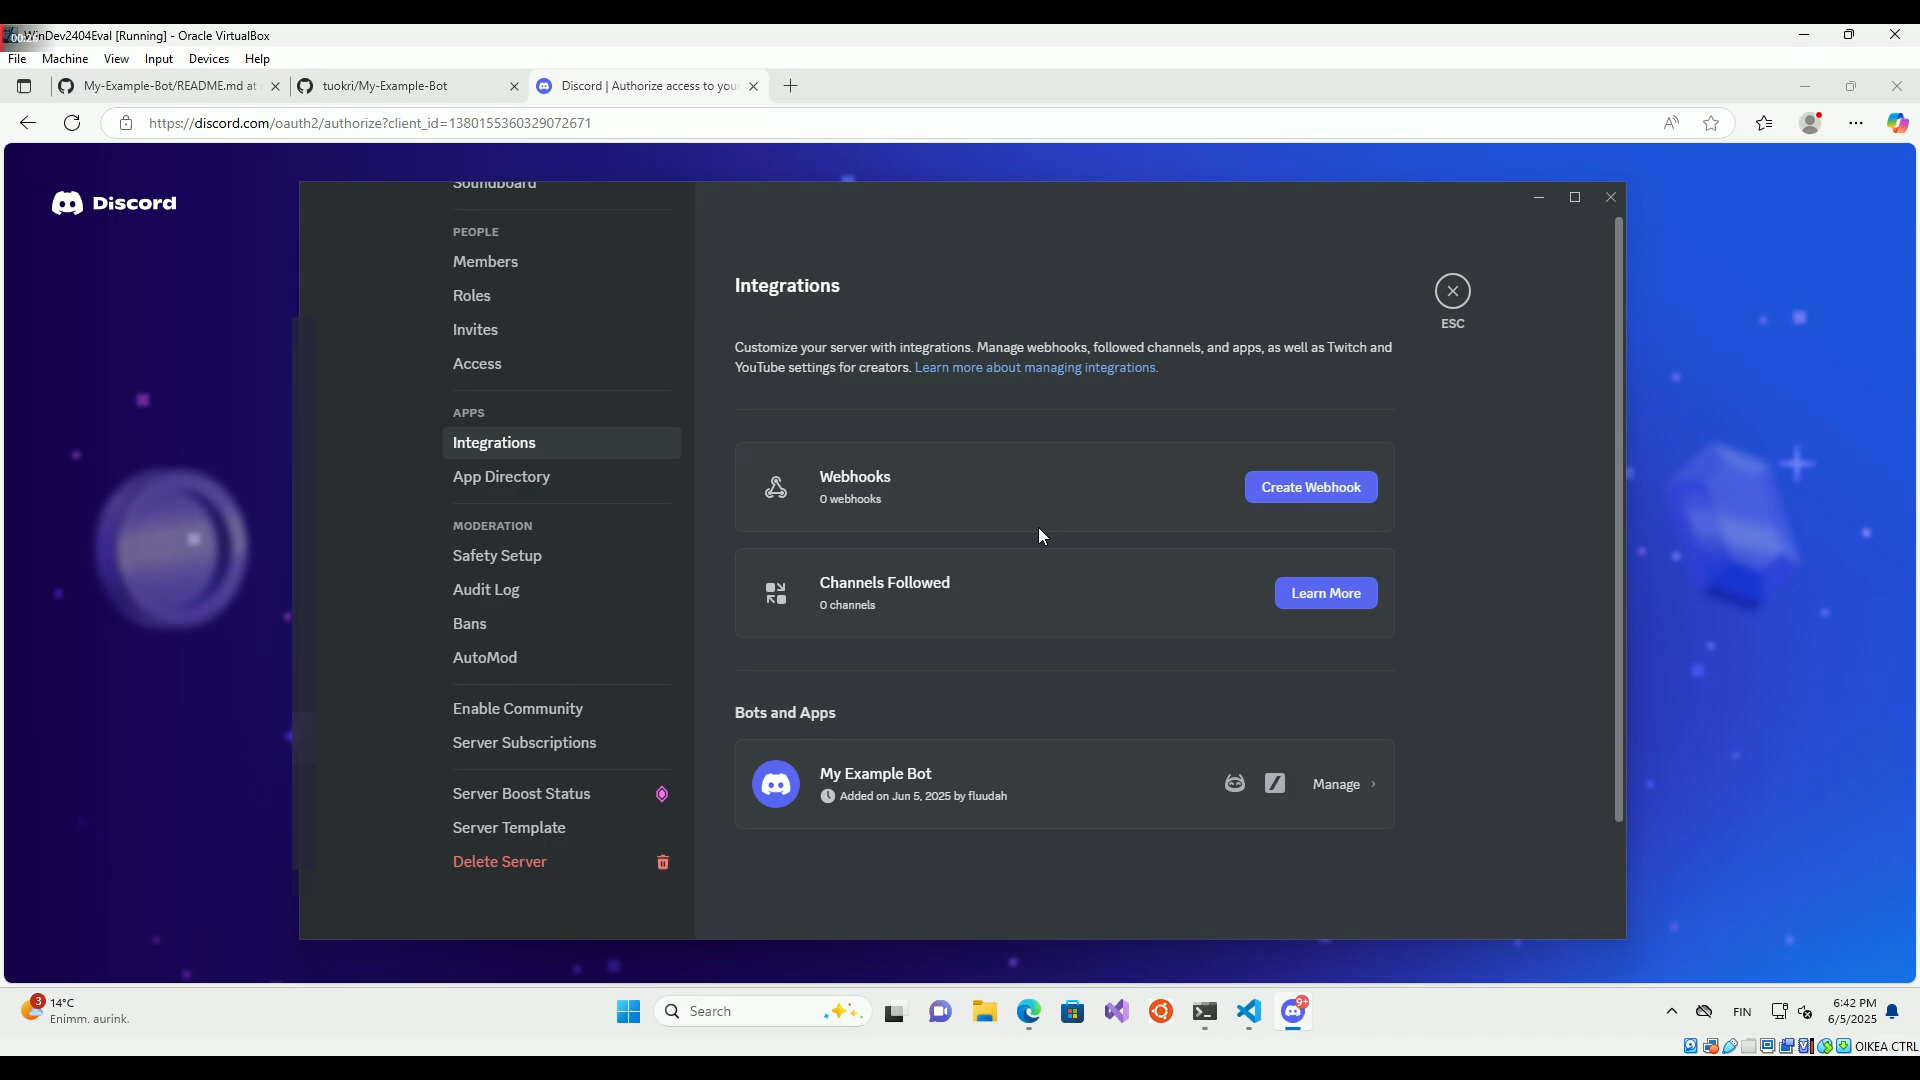 WinDev2404Eval [Running] - Oracle VirtualBox
File Machine View Input Devices Help
My-Example-Bot/README.md at
tuokri/My-Example-Bot
Discord | Authorize access to you
https://discord.com/oauth2/authorize?client_id=1380155360329072671
Discord
Soundboard
PEOPLE
Members
Roles
Invites
Access
APPS
Integrations
App Directory
MODERATION
Safety Setup
Audit Log
Bans
AutoMod
Enable Community
Server Subscriptions
Server Boost Status
Server Template
Delete Server
Integrations
ESC
Customize your server with integrations. Manage webhooks, followed channels, and apps, as well as Twitch and
YouTube settings for creators. Learn more about managing integrations.
Webhooks
0 webhooks
Create Webhook
Channels Followed
0 channels
Learn More
Bots and Apps
My Example Bot
Added on Jun 5, 2025 by fluudah
Manage
3
14°C
Enimm. aurink.
Search
9+
FIN
6:42 PM
6/5/2025
OIKEA CTRL